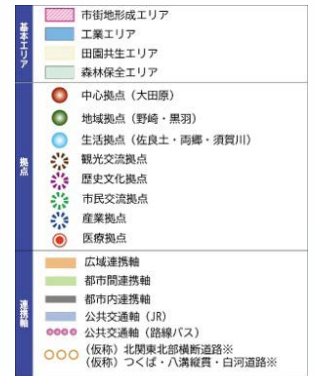 基本エリア
市街地形成エリア
工業エリア
田園共生エリア
森林保全エリア
拠点
中心拠点（大田原）
地域拠点（野崎・黒羽）
生活拠点（佐良土・両郷・須賀川）
観光交流拠点
歴史文化拠点
市民交流拠点
産業拠点
医療拠点
連携軸
広域連携軸
都市間連携軸
都市内連携軸
公共交通軸（JR）
公共交通軸（路線バス）
（仮称）北関東北部横断道路※
（仮称）つくば・八溝縦貫・白河道路※